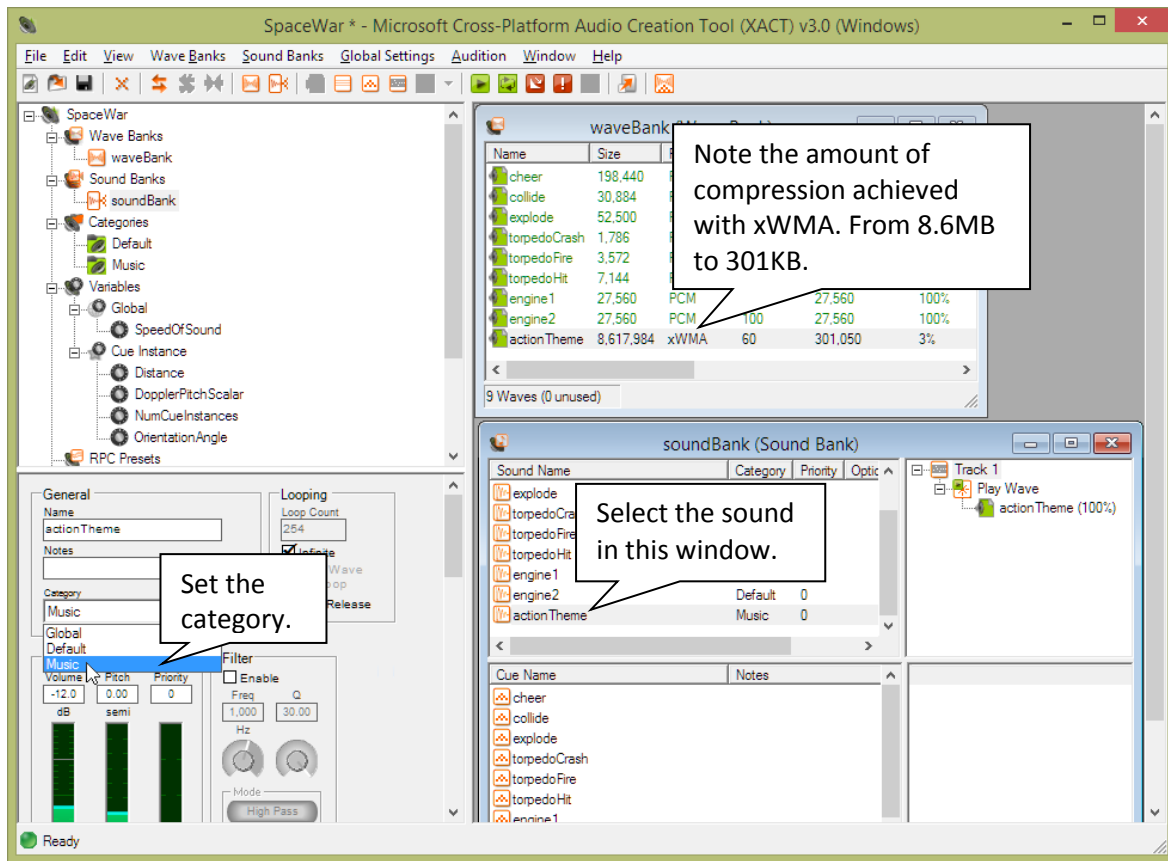 SpaceWar * - Microsoft Cross-Platform Audio Creation Tool (XACT) v3.0 (Windows)
File Edit View Wave Banks Sound Banks Global Settings Audition Window Help
SpaceWar
Wave Banks
waveBank
Sound Banks
soundBank
Categories
Default
Music
Variables
Global
SpeedOfSound
Cue Instance
Distance
DopplerPitchScalar
NumCueInstances
OrientationAngle
RPC Presets
General
Name
actionTheme
Notes
Category
Music
Global
Default
Music
Set the
category.
Looping
Loop Count
254
Infinite
Wave
Release
Volume Pitch Priority
-12.0 0.00 0
dB semi
Filter
Enable
Freq Q
1,000 30.00
Hz
Mode
High Pass
waveBank
Name Size
cheer 198,440
collide 30,884
explode 52,500
torpedoCrash 1,786
torpedoFire 3,572
torpedoHit 7,144
engine1 27,560 PCM 27,560 100%
engine2 27,560 PCM 100 27,560 100%
actionTheme 8,617,984 xWMA 60 301,050 3%
9 Waves (0 unused)
Note the amount of
compression achieved
with xWMA. From 8.6MB
to 301KB.
soundBank (Sound Bank)
Sound Name Category Priority
explode
torpedoFire
torpedoHit
engine1
engine2 Default 0
actionTheme Music 0
Select the sound
in this window.
Track 1
Play Wave
actionTheme (100%)
Cue Name Notes
cheer
collide
explode
torpedoCrash
torpedoFire
torpedoHit
engine1
Ready